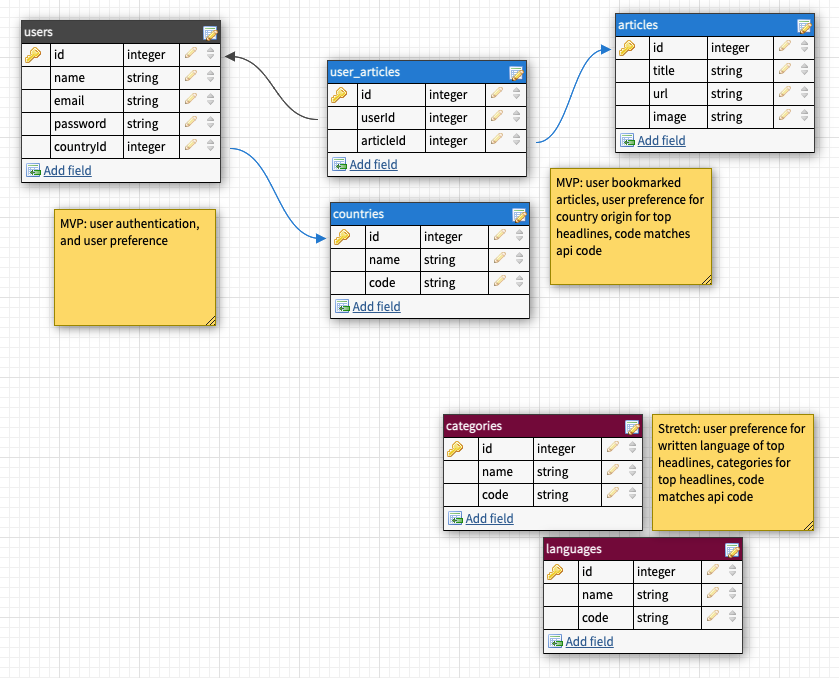 users
id integer
name string
email string
password string
countryId integer
Add field
user_articles
id integer
userId integer
articleId integer
Add field
articles
id integer
title string
url string
image string
Add field
MVP: user authentication,
and user preference
countries
id integer
name string
code string
Add field
MVP: user bookmarked
articles, user preference for
country origin for top
headlines, code matches
api code
categories
id integer
name string
code string
Add field
Stretch: user preference for
written language of top
headlines, categories for
top headlines, code
matches api code
languages
id integer
name string
code string
Add field